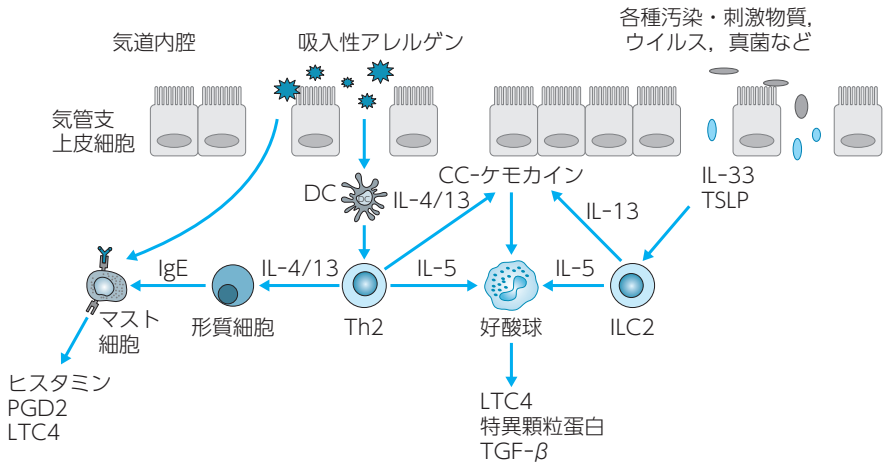 気道内腔
吸入性アレルゲン
各種汚染・刺激物質,
ウイルス, 真菌など
気管支
上皮細胞
DC
DC
IL-4/13
CC-ケモカイン
IL-13
IL-33
TSLP
IgE
IL-4/13
IL-5
IL-5
マスト
細胞
形質細胞
Th2
好酸球
ILC2
ヒスタミン
PGD2
LTC4
LTC4
特異顆粒蛋白
TGF-β